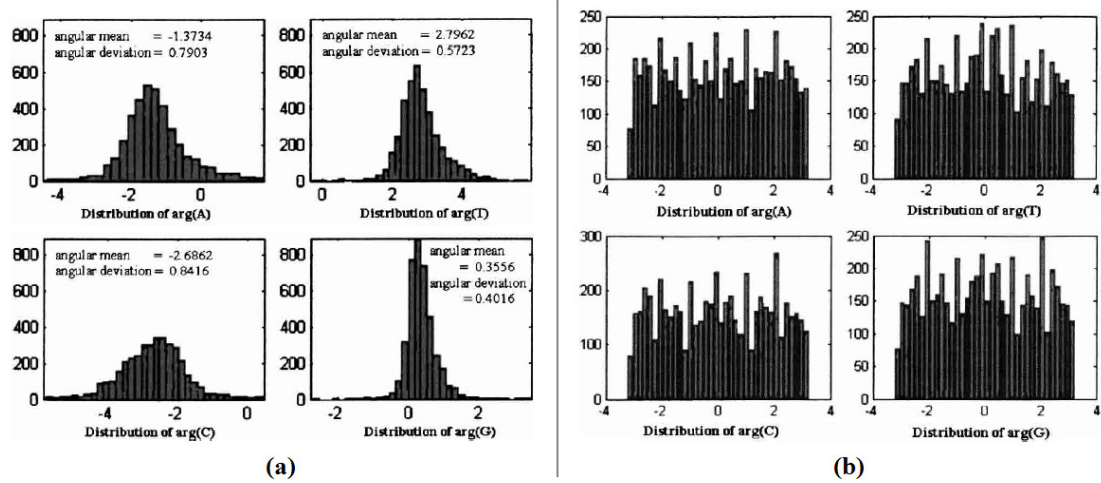 angular mean = -1.3734
angular deviation = 0.7903
800
600
400
200
0
-4 -2 0
Distribution of arg(A)
angular mean = 2.7962
angular deviation = 0.5723
800
600
400
200
0
0 2 4
Distribution of arg(T)
angular mean = -2.6862
angular deviation = 0.8416
800
600
400
200
0
-4 -2 0
Distribution of arg(C)
angular mean
= 0.3556
angular deviation
= 0.4016
800
600
400
200
0
-2 0 2
Distribution of arg(G)
(a)
250
200
150
100
50
0
-4 -2 0 2 4
Distribution of arg(A)
250
200
150
100
50
0
-4 -2 0 2 4
Distribution of arg(T)
300
200
100
0
-4 -2 0 2 4
Distribution of arg(C)
250
200
150
100
50
0
-4 -2 0 2 4
Distribution of arg(G)
(b)